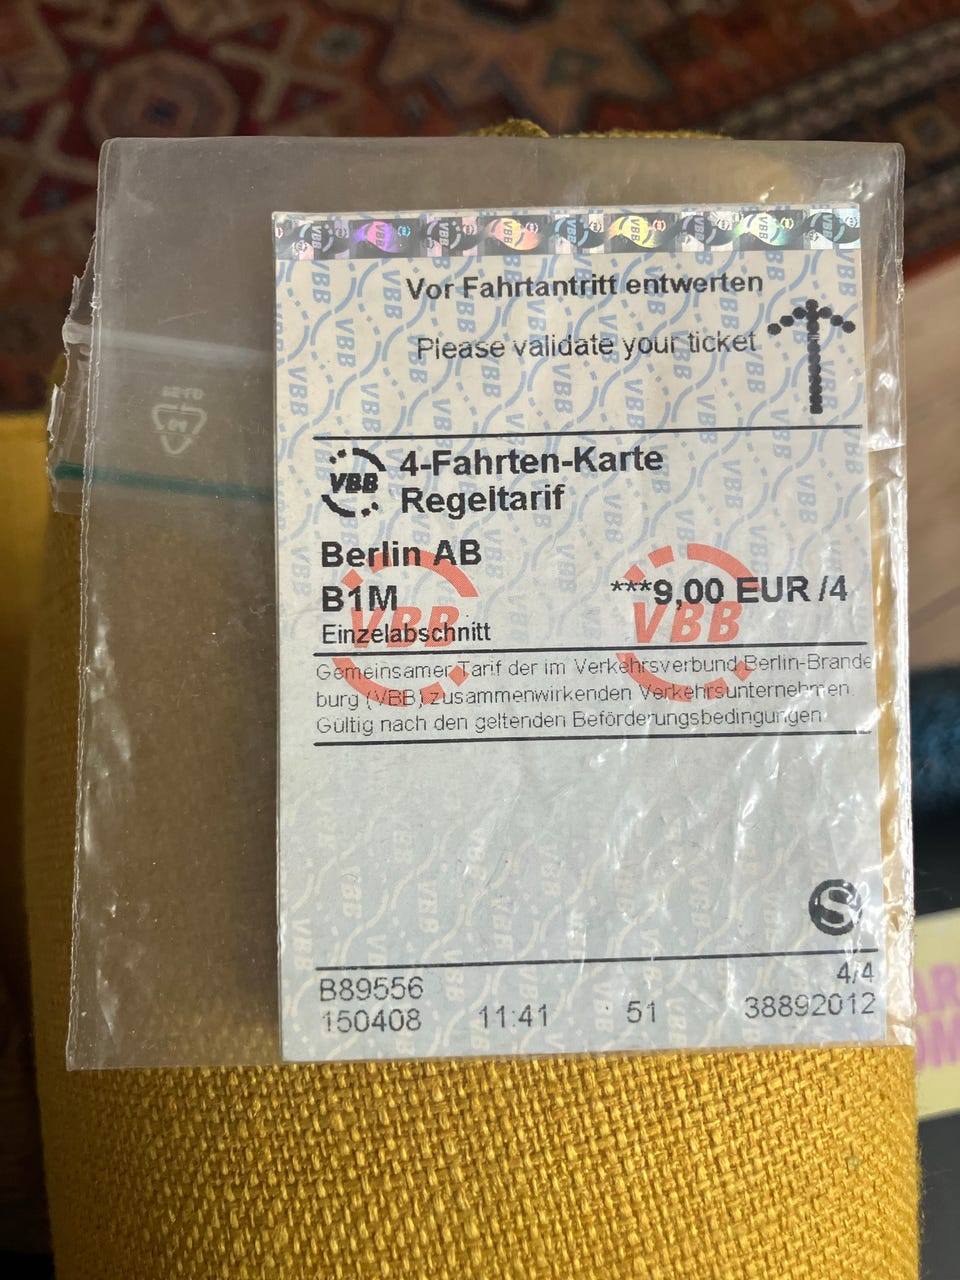 Vor Fahrtantritt entwerten
Please validate your ticket
VBB
4-Fahrten-Karte
Regeltarif
Berlin AB
B1M
***9,00 EUR /4
Einzelabschnitt
VBB VBB
Gemeinsamer Tarif der im Verkehrsverbund Berlin-Brande
burg (VBB) zusammenwirkenden Verkehrsunternehmen.
Gültig nach den geltenden Beförderungsbedingungen.
S
B89556 4/4
150408 11:41 51 38892012